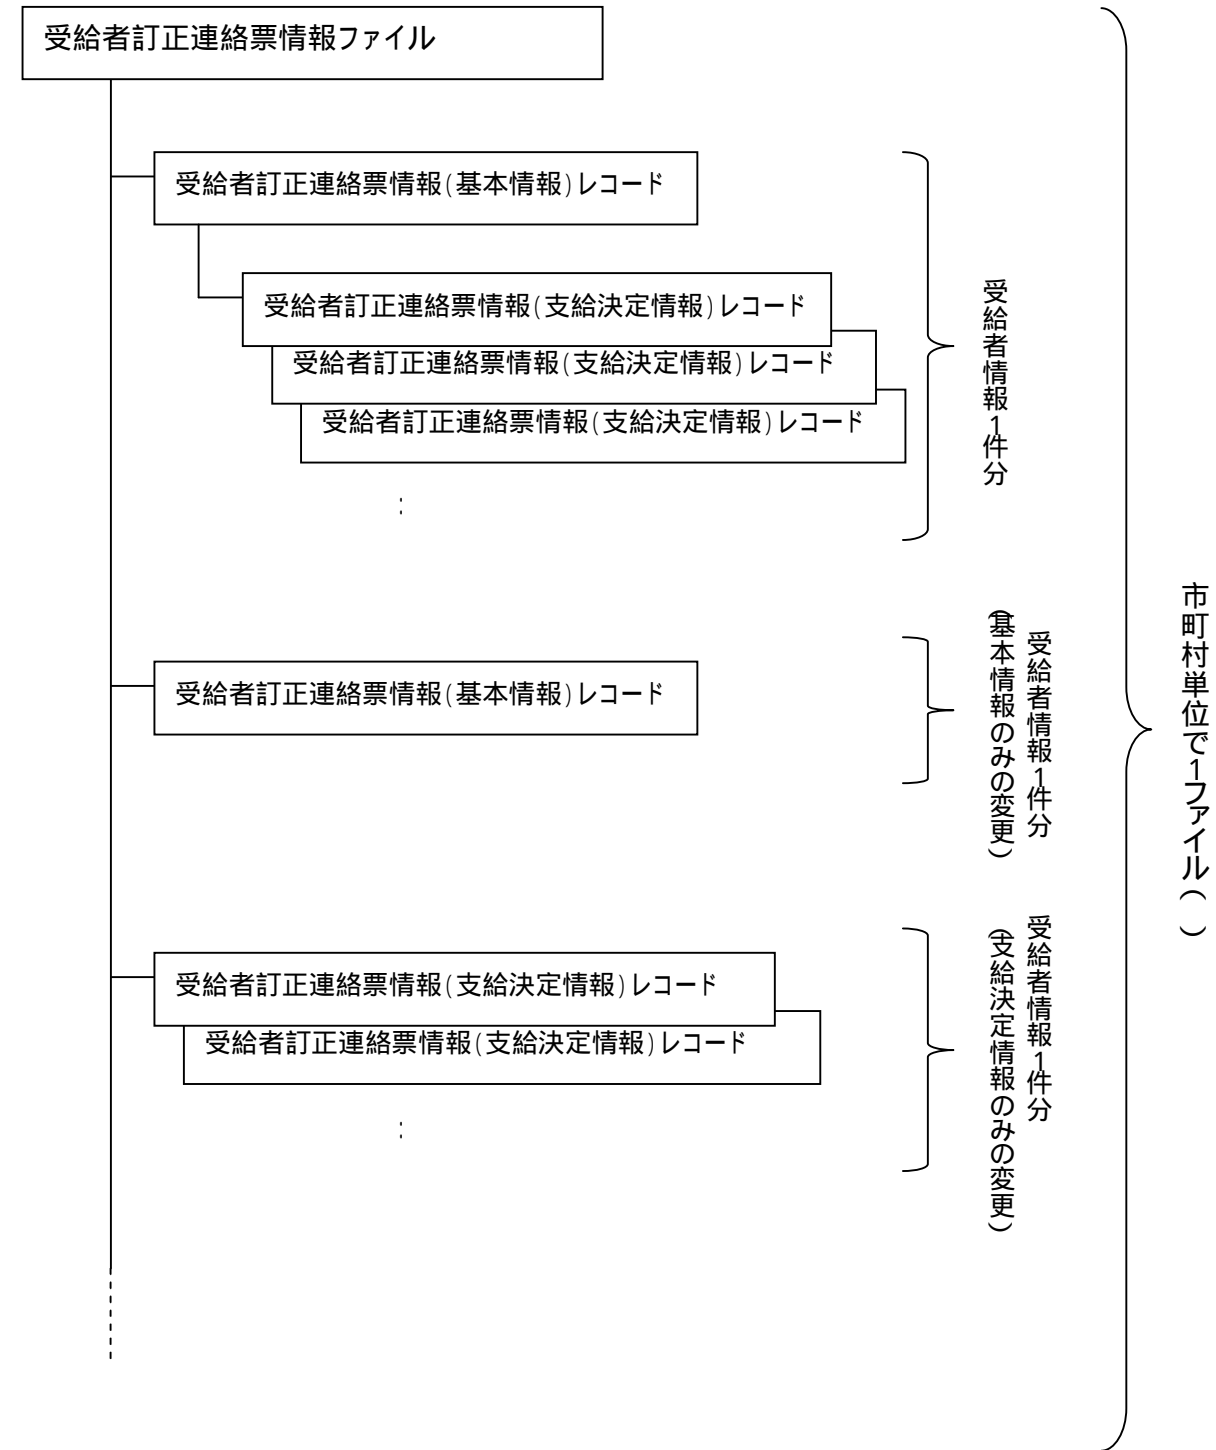 受給者訂正連絡票情報ファイル
受給者訂正連絡票情報(基本情報)レコード
受給者訂正連絡票情報(支給決定情報)レコード
受給者訂正連絡票情報(支給決定情報)レコード
受給者訂正連絡票情報(支給決定情報)レコード
:
受給者情報1件分
受給者訂正連絡票情報(基本情報)レコード
受給者情報1件分
(基本情報のみの変更)
受給者訂正連絡票情報(支給決定情報)レコード
受給者訂正連絡票情報(支給決定情報)レコード
:
受給者情報1件分
(支給決定情報のみの変更)
市町村単位で1ファイル( )